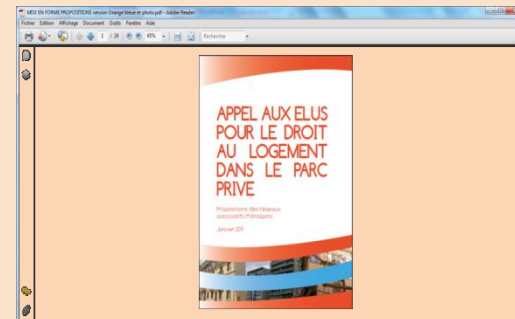 MISE EN FORME PROPOSITIONS version Orange bleue et photo.pdf - Adobe Reader
Fichier Edition Affichage Document Outils Fenêtre Aide
1 / 24 45% Rechercher
APPEL AUX ELUS
POUR LE DROIT
AU LOGEMENT
DANS LE PARC
PRIVE
Propositions des réseaux
associatifs
Janvier 2011